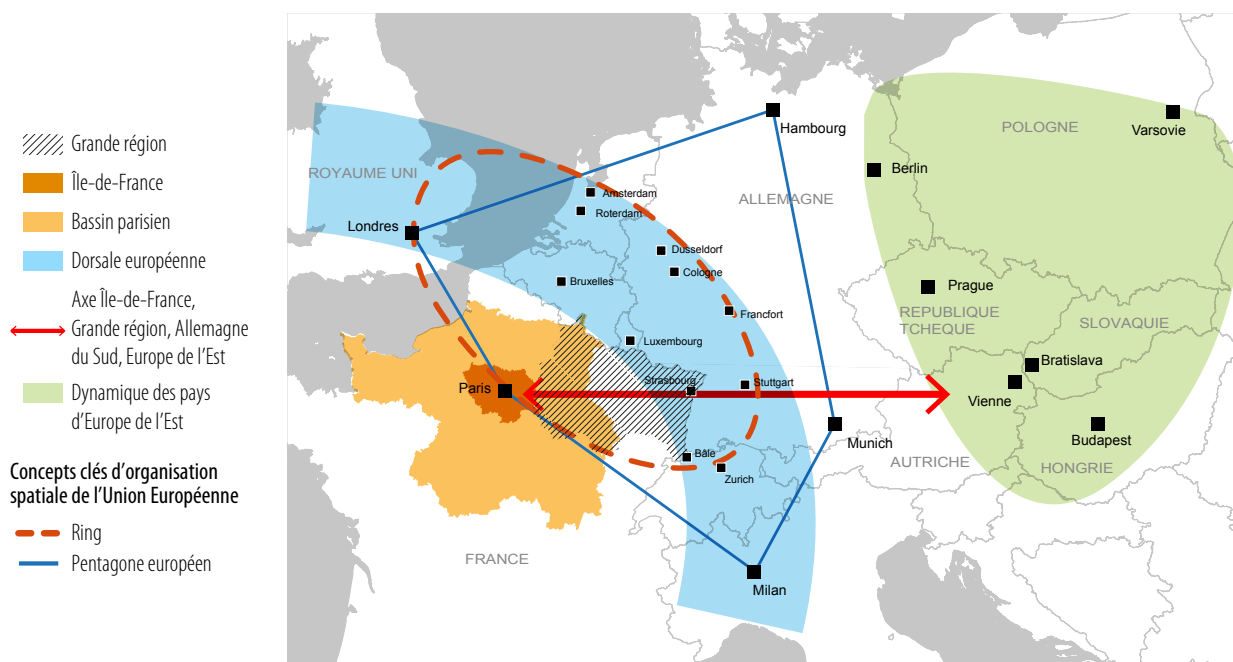 Grande région
Île-de-France
Bassin parisien
Dorsale européenne
Axe Île-de-France,
Grande région, Allemagne
du Sud, Europe de l'Est
Dynamique des pays
d'Europe de l'Est
Concepts clés d'organisation
spatiale de l'Union Européenne
Ring
Pentagone européen
Hambourg
POLOGNE
Varsovie
ROYAUME UNI
Berlin
Amsterdam
ALLEMAGNE
Roterdam
Londres
Dusseldorf
Cologne
Bruxelles
Prague
Francfort
REPUBLIQUE
TCHEQUE
SLOVAQUIE
Luxembourg
Bratislava
Strasbourg
Stuttgart
Paris
Vienne
Munich
Budapest
Bâle
AUTRICHE
HONGRIE
Zurich
FRANCE
Milan